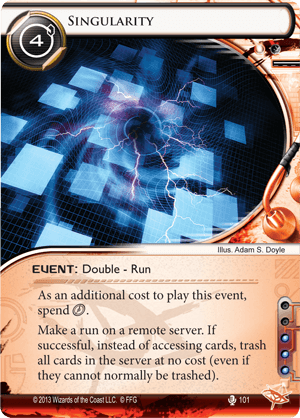 Singularity
4
Illus. Adam S. Doyle
EVENT: Double - Run
As an additional cost to play this event,
spend .
Make a run on a remote server. If
successful, instead of accessing cards, trash
all cards in the server at no cost (even if
they cannot normally be trashed).
© 2013 Wizards of the Coast LLC. © FFG
101